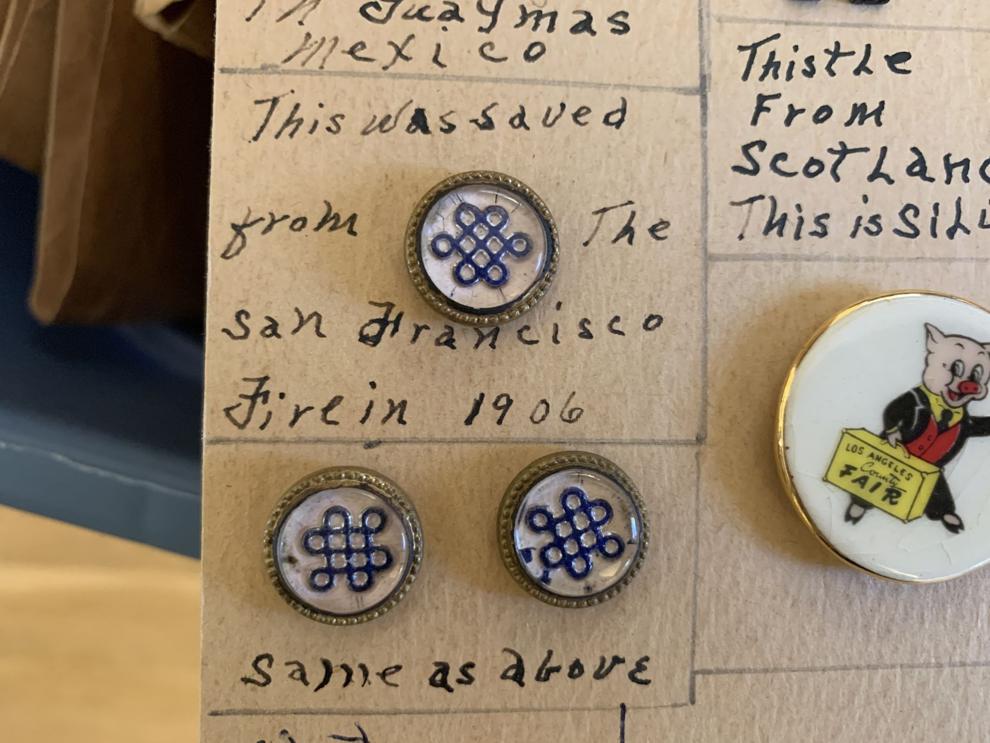 In Guaymas
Mexico
This was saved
from The
san Francisco
Fire in 1906
Same as above
Thistle
From
Scotland
This is
LOS ANGELES
County
FAIR